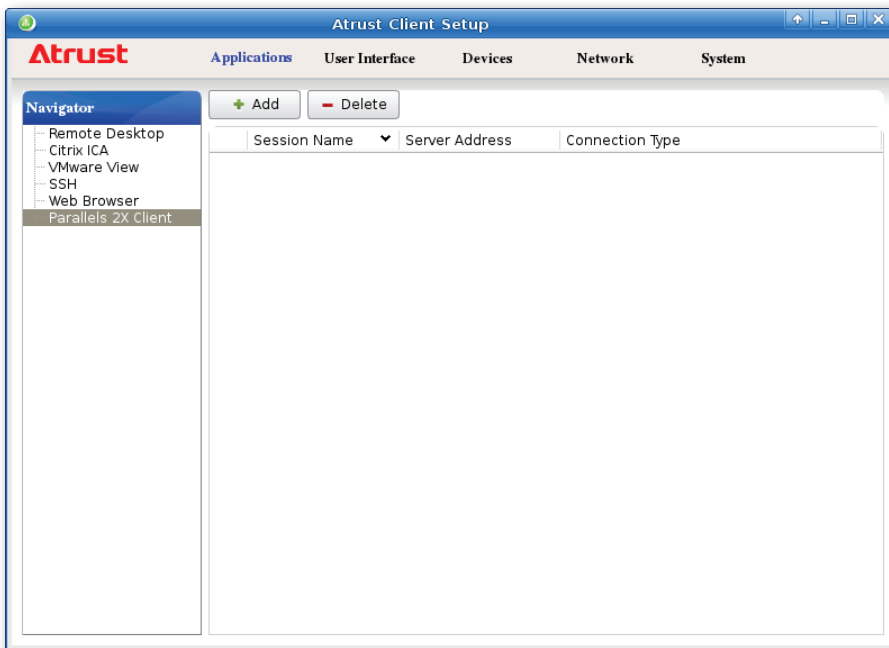 Atrust Client Setup
Atrust
Applications User Interface Devices Network System
Navigator
Remote Desktop
Citrix ICA
VMware View
SSH
Web Browser
Parallels 2X Client
Add Delete
Session Name Server Address Connection Type